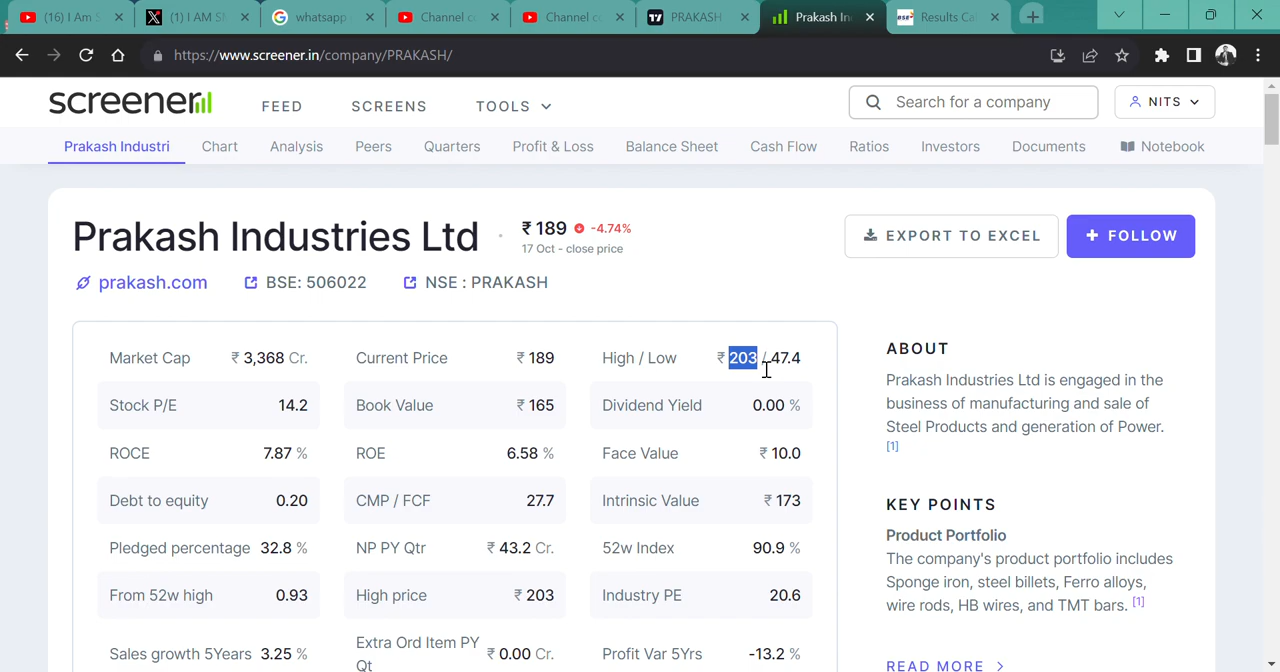 (16) I Am S
(1) I AM S
whatsapp
Channel c
Channel c
PRAKASH
Prakash In
BSE
Results Ca
https://www.screener.in/company/PRAKASH/
screener
FEED
SCREENS
TOOLS
Search for a company
NITS
Prakash Industri
Chart
Analysis
Peers
Quarters
Profit & Loss
Balance Sheet
Cash Flow
Ratios
Investors
Documents
Notebook
Prakash Industries Ltd
₹ 189 -4.74%
17 Oct - close price
EXPORT TO EXCEL
+ FOLLOW
prakash.com
BSE: 506022
NSE : PRAKASH
Market Cap ₹ 3,368 Cr.
Current Price ₹ 189
High / Low ₹ 203 / 47.4
Stock P/E 14.2
Book Value ₹ 165
Dividend Yield 0.00 %
ROCE 7.87 %
ROE 6.58 %
Face Value ₹ 10.0
Debt to equity 0.20
CMP / FCF 27.7
Intrinsic Value ₹ 173
Pledged percentage 32.8 %
NP PY Qtr ₹ 43.2 Cr.
52w Index 90.9 %
From 52w high 0.93
High price ₹ 203
Industry PE 20.6
Sales growth 5Years 3.25 %
Extra Ord Item PY
Qt
₹ 0.00 Cr.
Profit Var 5Yrs -13.2 %
ABOUT
Prakash Industries Ltd is engaged in the
business of manufacturing and sale of
Steel Products and generation of Power.
[1]
KEY POINTS
Product Portfolio
The company's product portfolio includes
Sponge iron, steel billets, Ferro alloys,
wire rods, HB wires, and TMT bars. [1]
READ MORE >